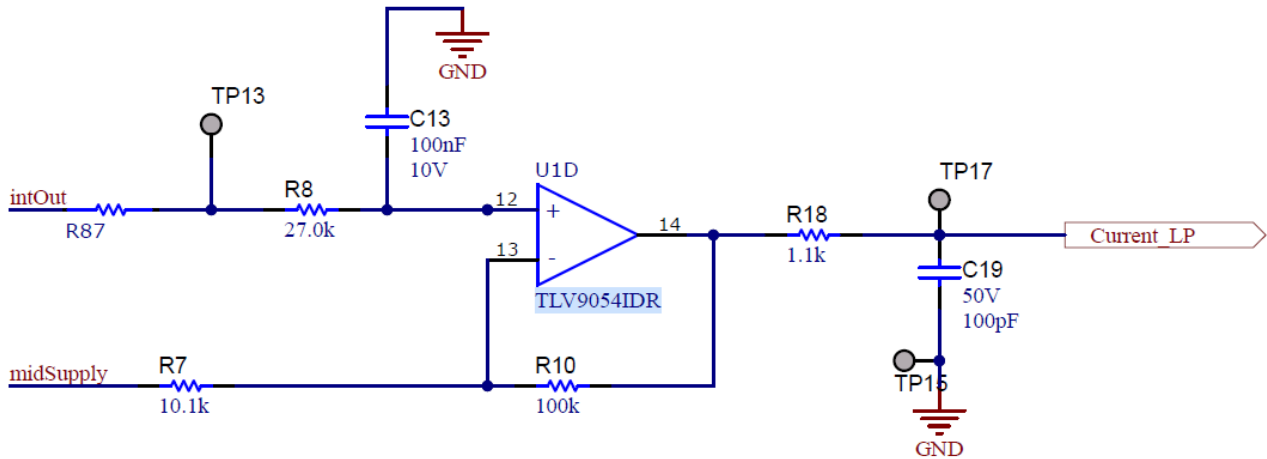 GND
TP13
C13
100nF
10V
U1D
TP17
intOut
R87
R8
27.0k
12
+
14
R18
1.1k
Current_LP
13
-
TLV9054IDR
C19
50V
100pF
midSupply
R7
10.1k
R10
100k
TP15
GND